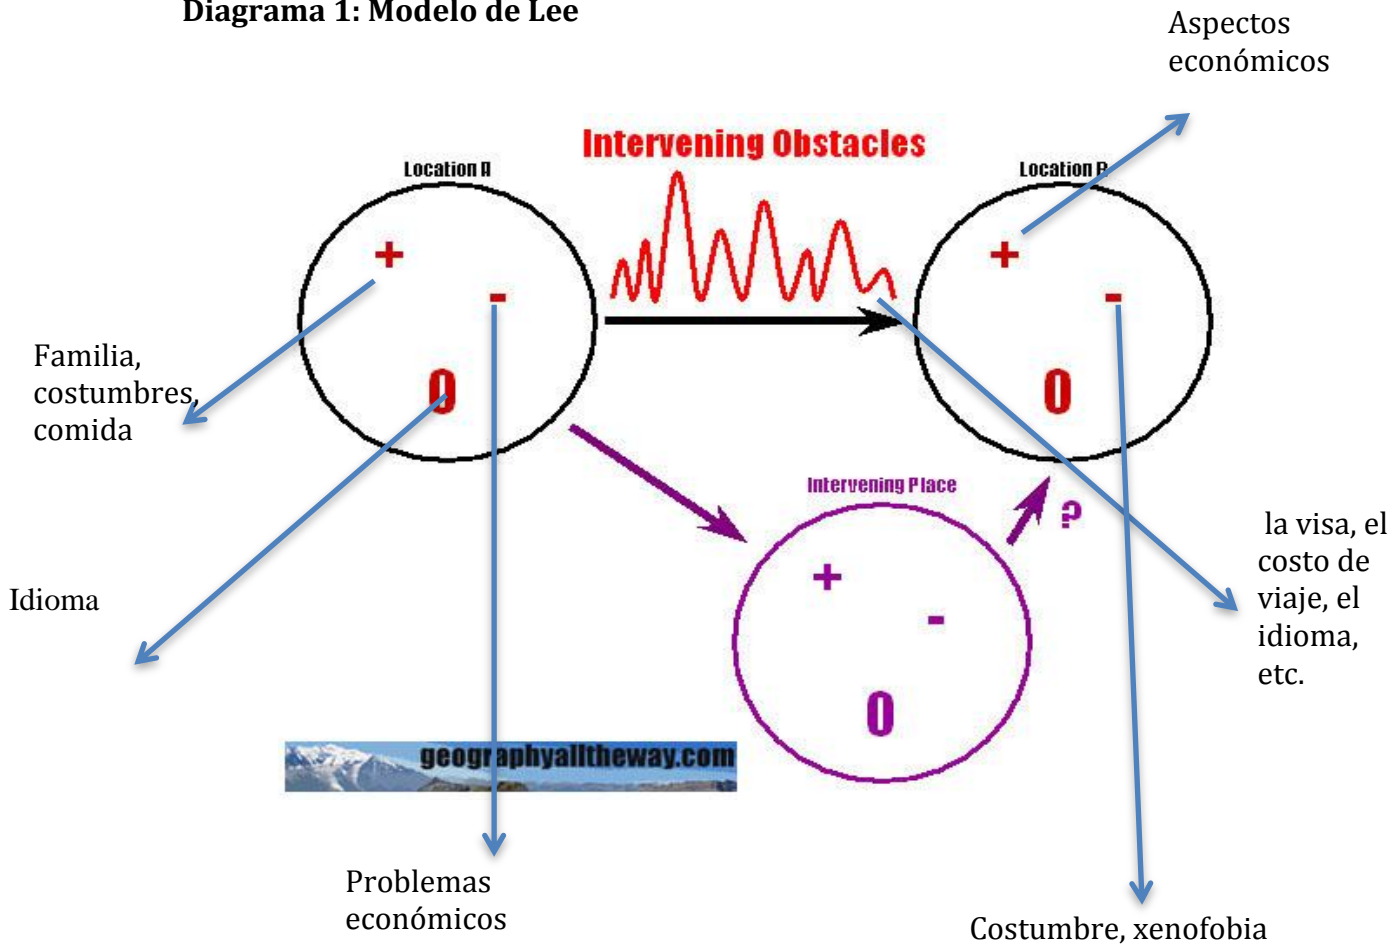 Diagrama 1: Modelo de Lee
Aspectos
económicos
Intervening Obstacles
Location A
Location B
+
-
0
+
-
0
Familia,
costumbres,
comida
Intervening Place
?
+
-
0
la visa, el
costo de
viaje, el
idioma,
etc.
Idioma
geographyalltheway.com
Problemas
económicos
Costumbre, xenofobia